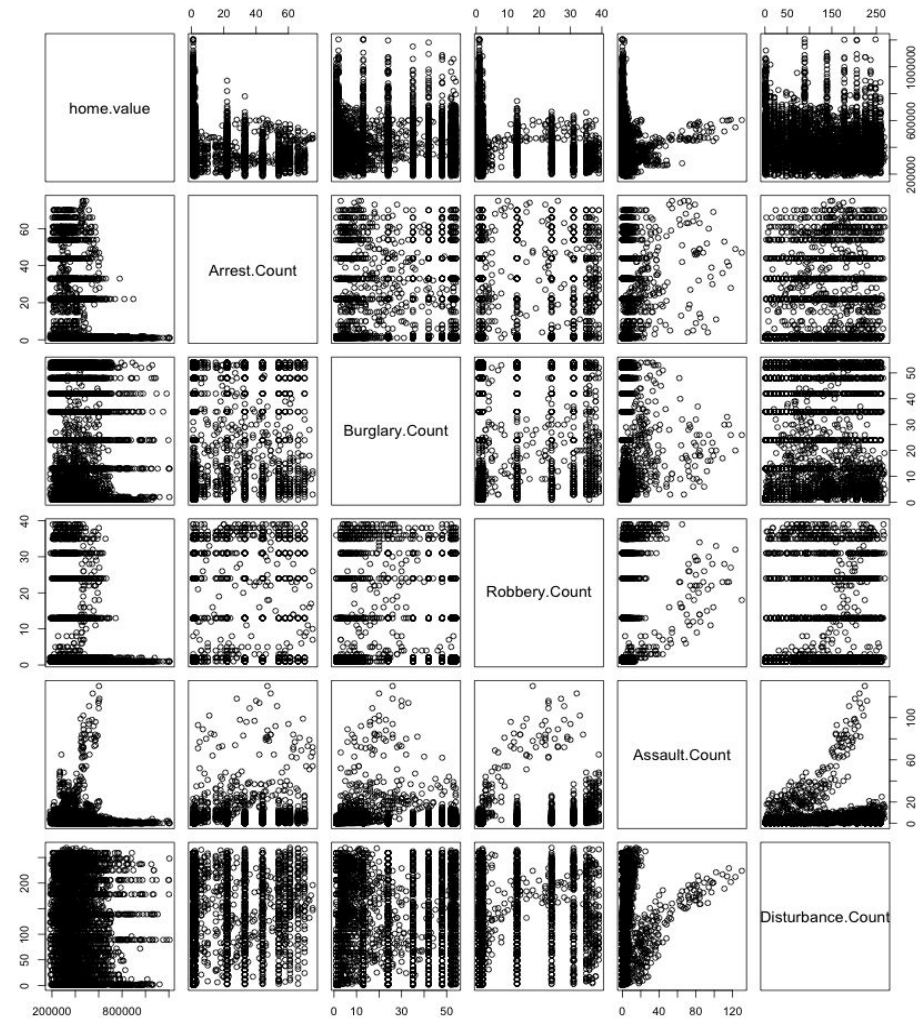 0 20 40 60
0 10 20 30 40
0 50 150 250
home.value
200000 600000 1000000
0 20 40 60
Arrest.Count
Burglary.Count
0 10 20 30 40 50
0 10 20 30 40
Robbery.Count
Assault.Count
0 20 60 120
0 50 100 200
Disturbance.Count
200000 800000
0 10 30 50
0 40 80 120